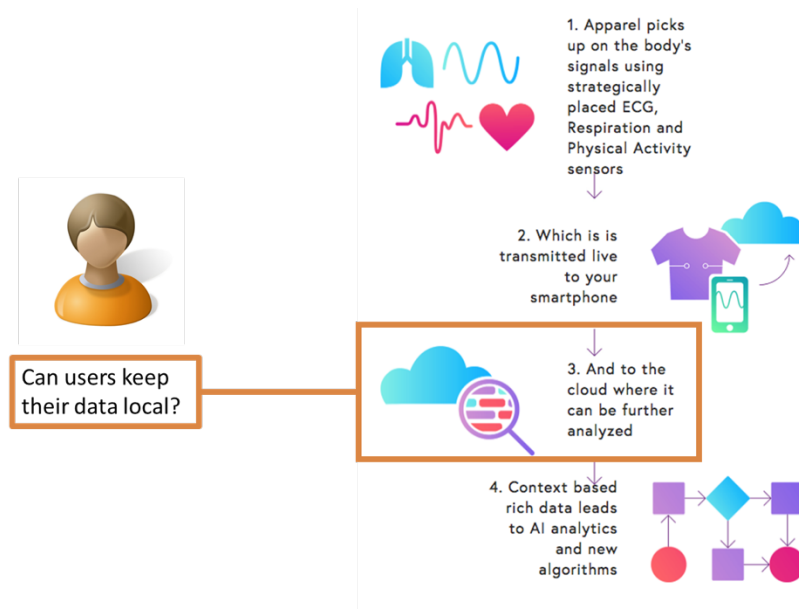 1. Apparel picks
up on the body's
signals using
strategically
placed ECG,
Respiration and
Physical Activity
sensors
2. Which is is
transmitted live
to your
smartphone
Can users keep
their data local?
3. And to the
cloud where it
can be further
analyzed
4. Context based
rich data leads
to AI analytics
and new
algorithms